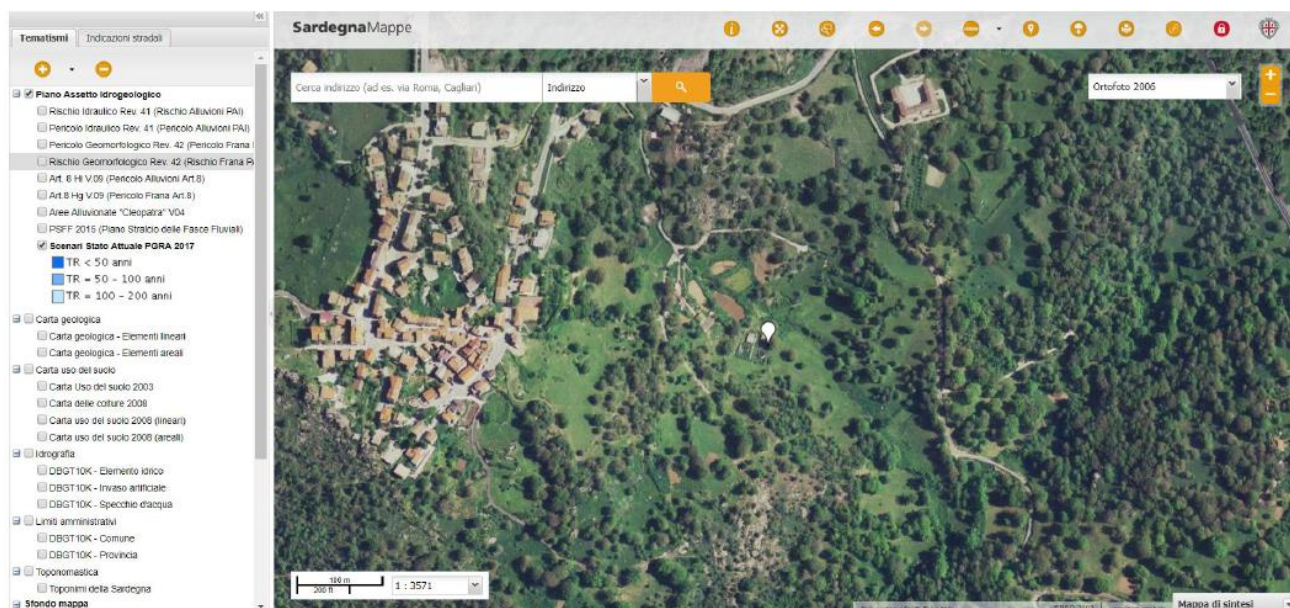 Tematismi
Indicazioni stradali
Piano Assetto Idrogeologico
Rischio Idraulico Rev. 41 (Rischio Alluvioni PAI)
Pericolo Idraulico Rev. 41 (Pericolo Alluvioni PAI)
Pericolo Geomorfologico Rev. 42 (Pericolo Frana
Rischio Geomorfologico Rev. 42 (Rischio Frana P
Art. 8 Hi V.09 (Pericolo Alluvioni Art.8)
Art.8 Hg V.09 (Pericolo Frana Art.8)
Aree Alluvionate "Cleopatra" V04
PSFF 2015 (Piano Stralcio delle Fasce Fluviali)
Scenari Stato Attuale PGRA 2017
TR < 50 anni
TR = 50 - 100 anni
TR = 100 - 200 anni
Carta geologica
Carta geologica - Elementi lineari
Carta geologica - Elementi areali
Carta uso del suolo
Carta Uso del suolo 2003
Carta delle colture 2008
Carta uso del suolo 2008 (lineari)
Carta uso del suolo 2008 (areali)
Idrografia
DBGT10K - Elemento idrico
DBGT10K - Invaso artificiale
DBGT10K - Specchio d'acqua
Limiti amministrativi
DBGT10K - Comune
DBGT10K - Provincia
Toponomastica
Toponimi della Sardegna
Sfondo mappa
SardegnaMappe
Cerca indirizzo (ad es. via Roma, Cagliari)
Indirizzo
Ortofoto 2006
100 m
200 ft
1 : 3571
Mappa di sintesi